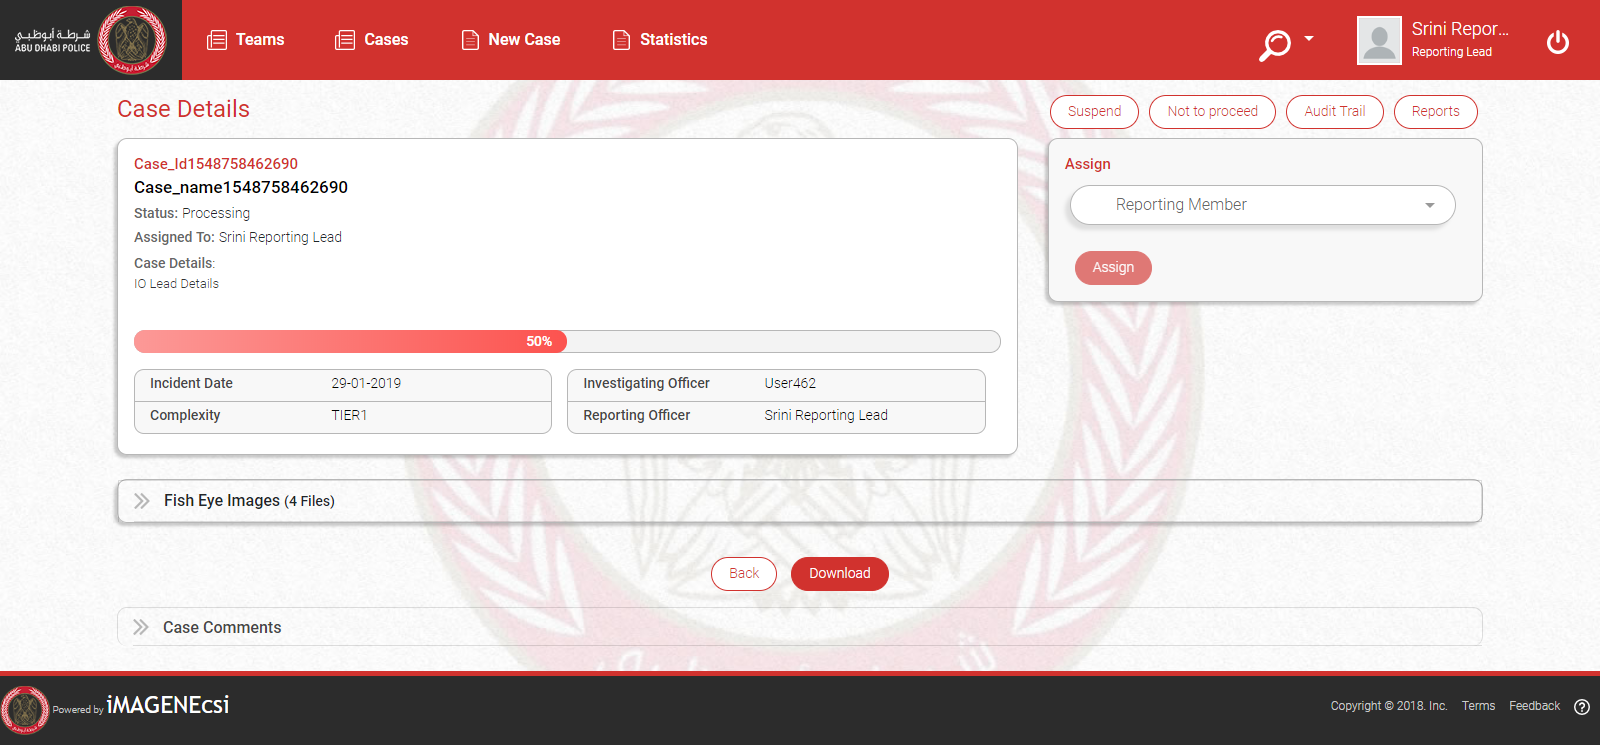 شرطة أبوظبي
ABU DHABI POLICE
Teams
Cases
New Case
Statistics
Srini Repor...
Reporting Lead
Case Details
Suspend
Not to proceed
Audit Trail
Reports
Case_Id1548758462690
Case_name1548758462690
Status: Processing
Assigned To: Srini Reporting Lead
Case Details:
IO Lead Details
50%
Incident Date 29-01-2019
Complexity TIER1
Investigating Officer User462
Reporting Officer Srini Reporting Lead
Assign
Reporting Member
Assign
Fish Eye Images (4 Files)
Back
Download
Case Comments
Powered by iMAGENEcsi
Copyright © 2018. Inc.
Terms
Feedback